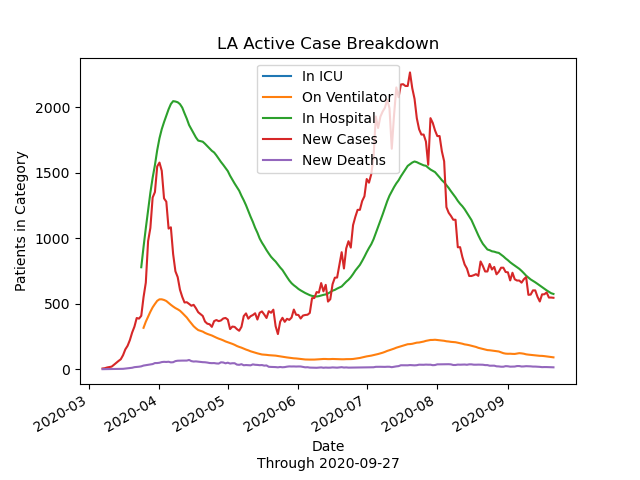 LA Active Case Breakdown
In ICU
On Ventilator
In Hospital
New Cases
New Deaths
Patients in Category
2000
1500
1000
500
0
2020-03
2020-04
2020-05
2020-06
2020-07
2020-08
2020-09
Date
Through 2020-09-27